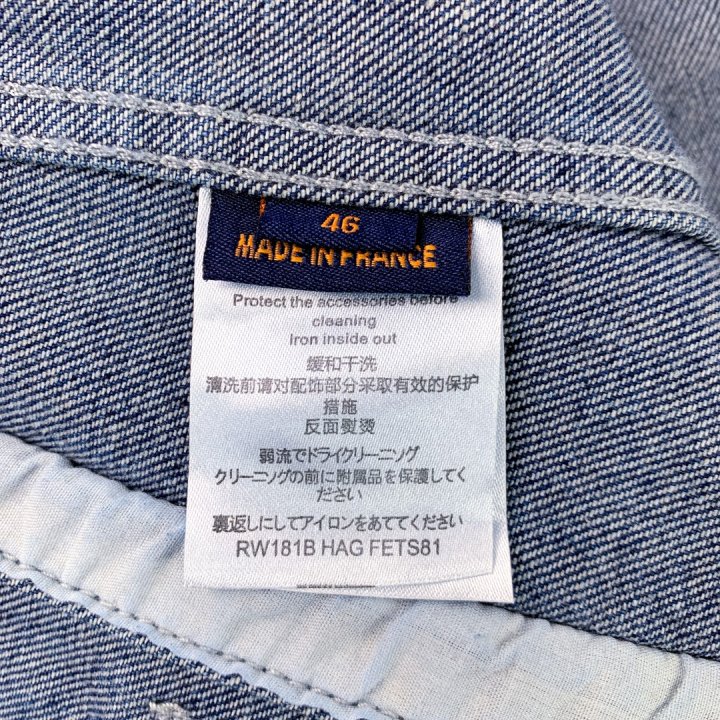 46
MADE IN FRANCE
Protect the accessories before
cleaning
Iron inside out
缓和干洗
清洗前请对配饰部分采取有效的保护
措施
反面熨烫
弱流でドライクリーニング
クリーニングの前に附属品を保護してく
ださい
裏返しにしてアイロンをあててください
RW181B HAG FETS81